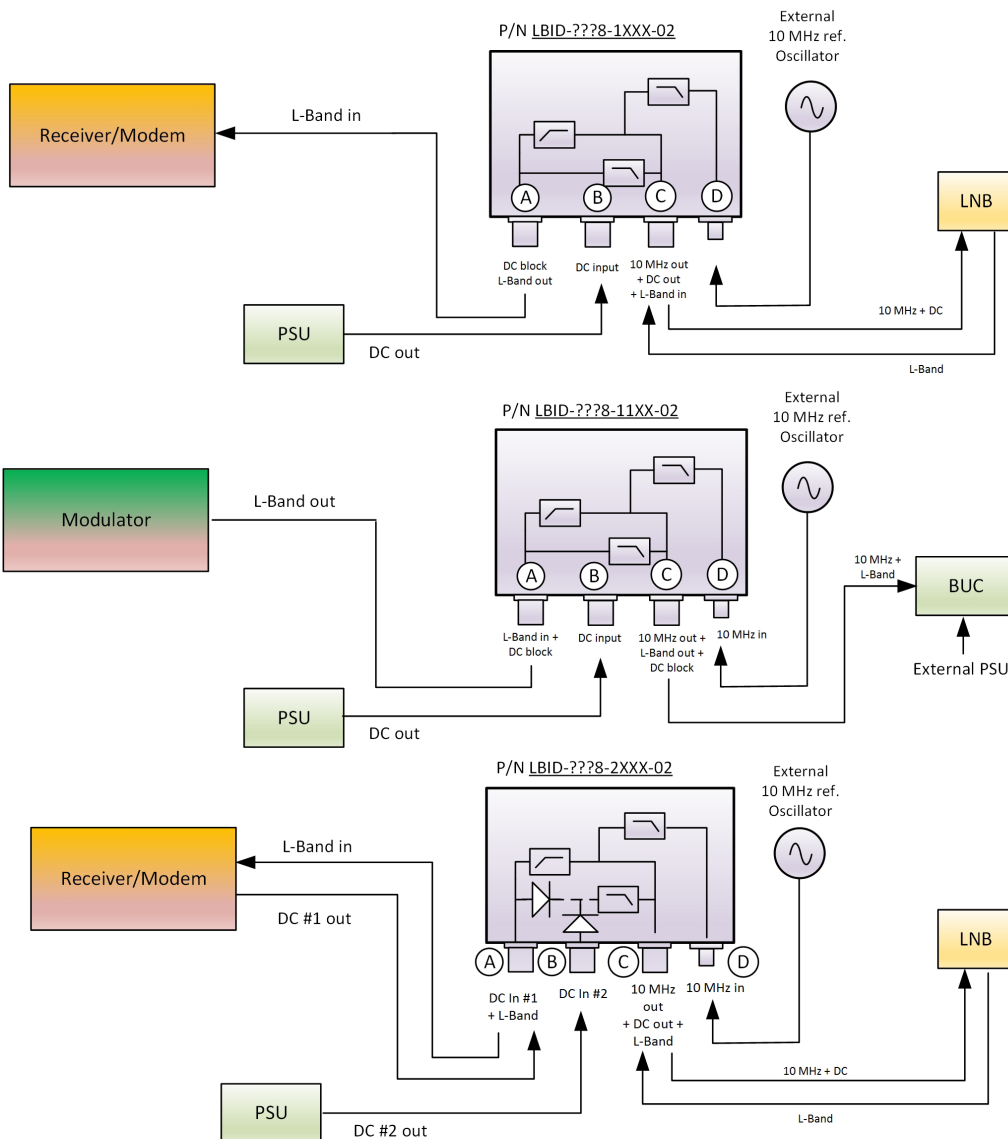 P/N LBID-???8-1XXX-02
External
10 MHz ref.
Oscillator
Receiver/Modem
L-Band in
A
B
C
D
DC block
L-Band out
DC input
10 MHz out
+ DC out
+ L-Band in
LNB
PSU
DC out
10 MHz + DC
L-Band
P/N LBID-???8-11XX-02
External
10 MHz ref.
Oscillator
Modulator
L-Band out
A
B
C
D
L-Band in +
DC block
DC input
10 MHz out +
L-Band out +
DC block
10 MHz in
10 MHz +
L-Band
BUC
External PSU
PSU
DC out
P/N LBID-???8-2XXX-02
External
10 MHz ref.
Oscillator
Receiver/Modem
L-Band in
DC #1 out
A
B
C
D
DC In #1
+ L-Band
DC In #2
10 MHz
out
+ DC out +
L-Band
10 MHz in
LNB
10 MHz + DC
L-Band
PSU
DC #2 out